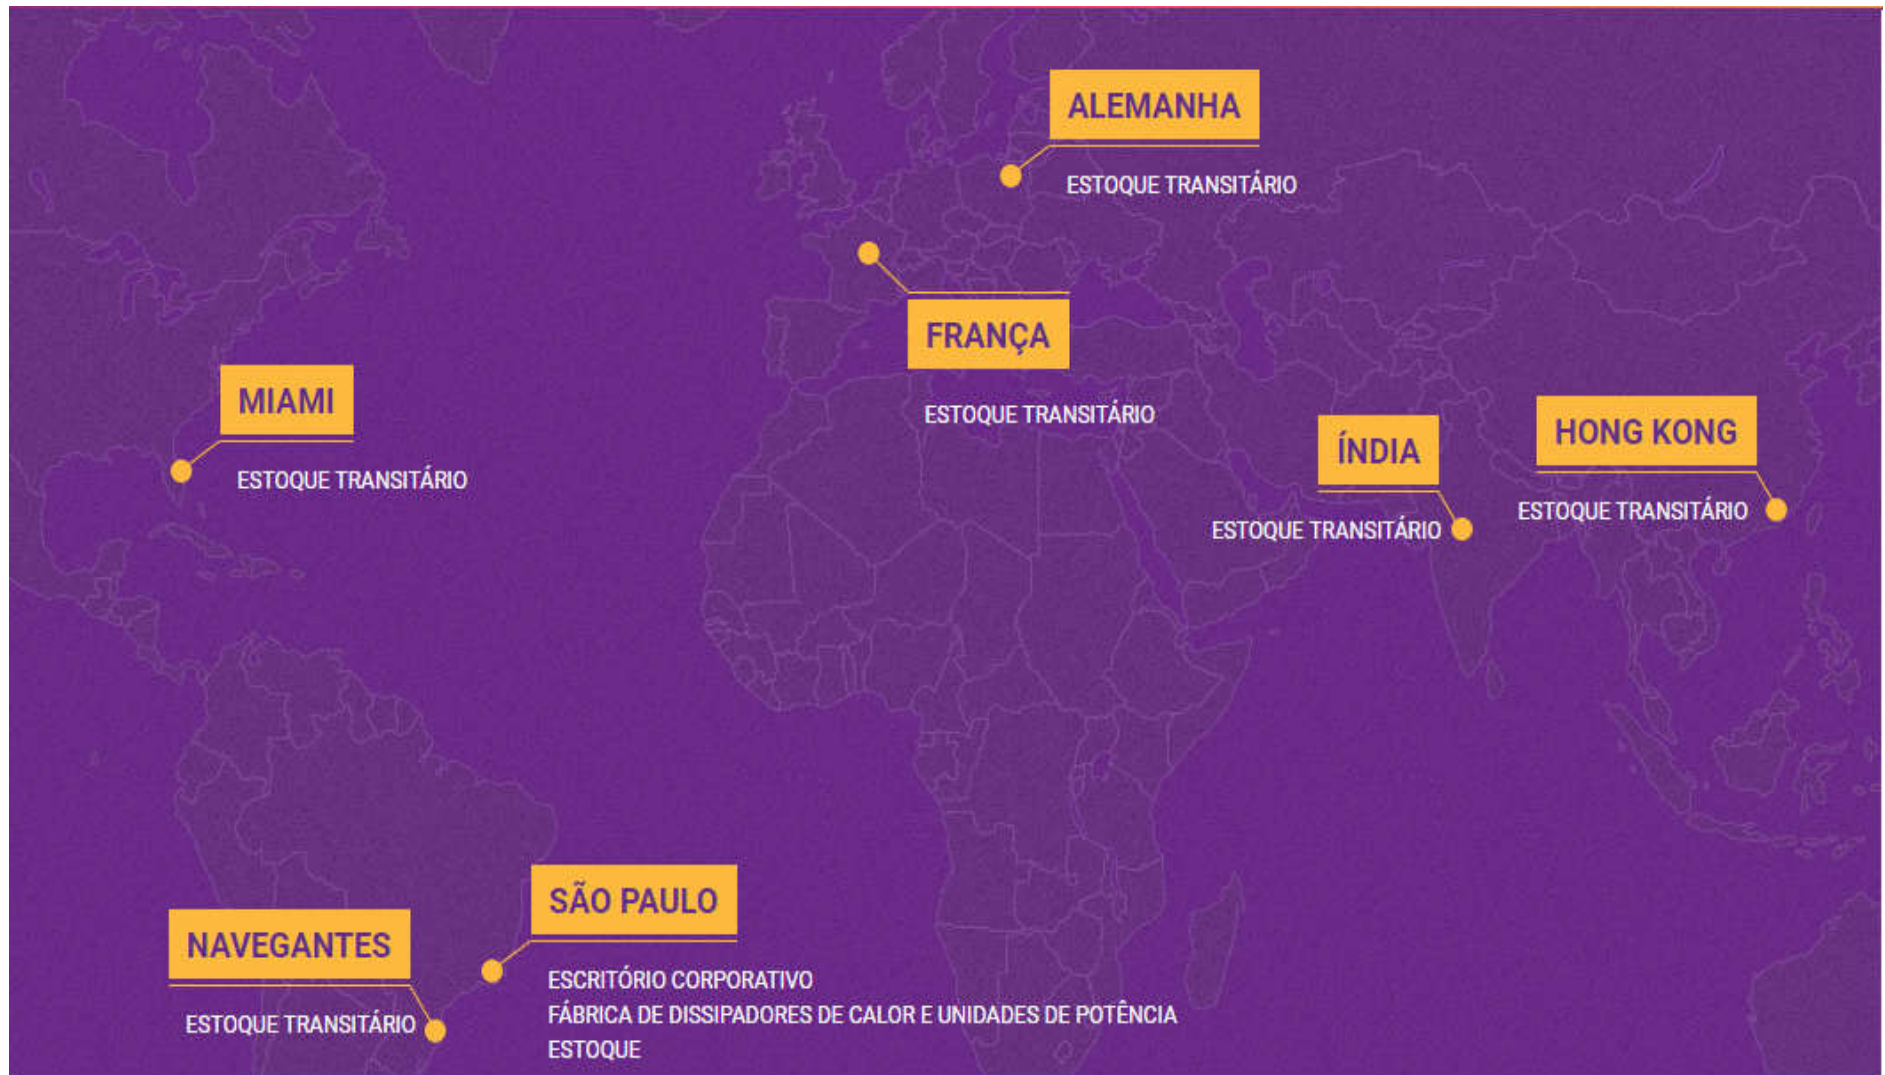 ALEMANHA
ESTOQUE TRANSITÁRIO
FRANÇA
ESTOQUE TRANSITÁRIO
MIAMI
ESTOQUE TRANSITÁRIO
ÍNDIA
ESTOQUE TRANSITÁRIO
HONG KONG
ESTOQUE TRANSITÁRIO
SÃO PAULO
ESCRITÓRIO CORPORATIVO
FÁBRICA DE DISSIPADORES DE CALOR E UNIDADES DE POTÊNCIA
ESTOQUE
NAVEGANTES
ESTOQUE TRANSITÁRIO